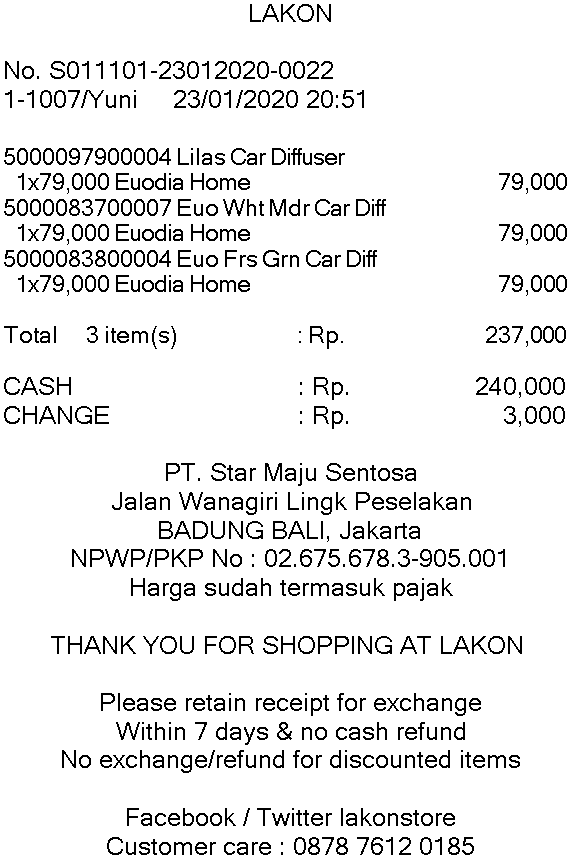 LAKON
No. S011101-23012020-0022
1-1007/Yuni 23/01/2020 20:51
5000097900004 Lilas Car Diffuser
1x79,000 Euodia Home 79,000
5000083700007 Euo Wht Mdr Car Diff
1x79,000 Euodia Home 79,000
5000083800004 Euo Frs Grn Car Diff
1x79,000 Euodia Home 79,000
Total 3 item(s) : Rp. 237,000
CASH : Rp. 240,000
CHANGE : Rp. 3,000
PT. Star Maju Sentosa
Jalan Wanagiri Lingk Peselakan
BADUNG BALI, Jakarta
NPWP/PKP No : 02.675.678.3-905.001
Harga sudah termasuk pajak
THANK YOU FOR SHOPPING AT LAKON
Please retain receipt for exchange
Within 7 days & no cash refund
No exchange/refund for discounted items
Facebook / Twitter lakonstore
Customer care : 0878 7612 0185